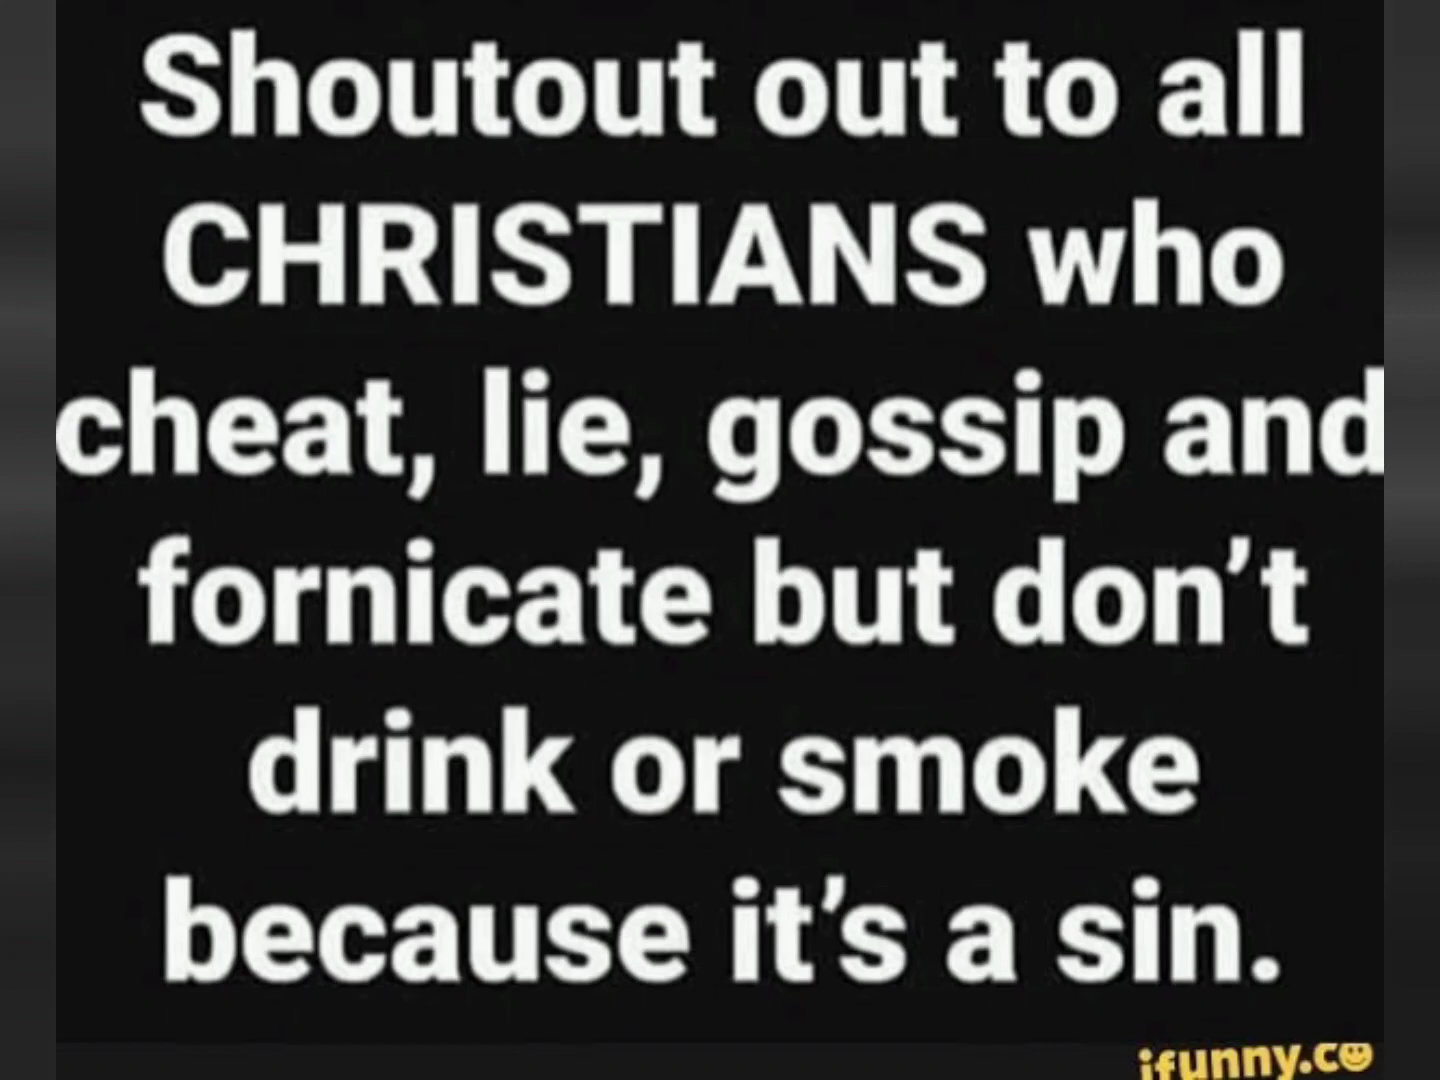 Shoutout out to all
CHRISTIANS who
cheat, lie, gossip and
fornicate but don’t
drink or smoke
because it’s a sin.
ifunny.co